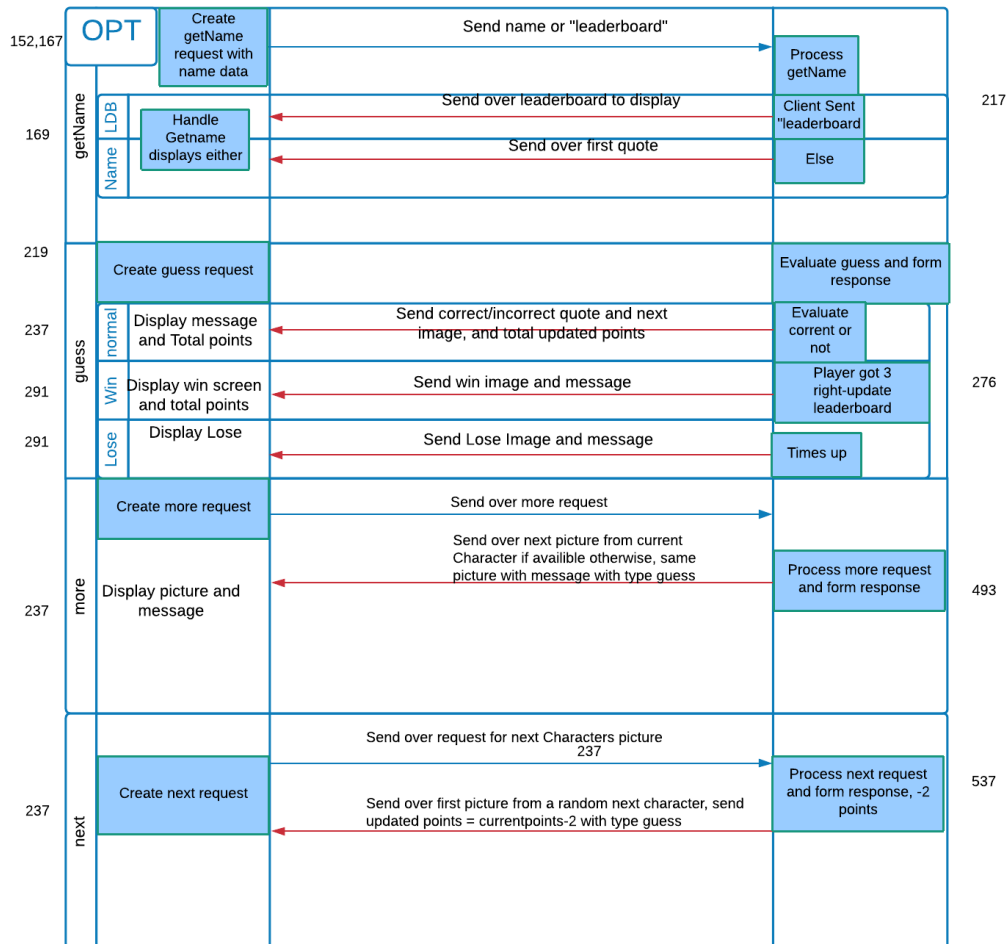 OPT
Create
getName
request with
name data
Send name or "leaderboard"
152,167
Process
getName
getName
LDB
Send over leaderboard to display
Client Sent
"leaderboard
217
169
Handle
Getname
displays either
Name
Send over first quote
Else
219
Create guess request
Evaluate guess and form
response
guess
normal
237
Display message
and Total points
Send correct/incorrect quote and next
image, and total updated points
Evaluate
corrent or
not
Win
291
Display win screen
and total points
Send win image and message
Player got 3
right-update
leaderboard
276
Lose
291
Display Lose
Send Lose Image and message
Times up
more
Create more request
Send over more request
Send over next picture from current
Character if availible otherwise, same
picture with message with type guess
Process more request
and form response
493
237
Display picture and
message
next
Send over request for next Characters picture
237
Create next request
Process next request
and form response, -2
points
537
237
Send over first picture from a random next character, send
updated points = currentpoints-2 with type guess